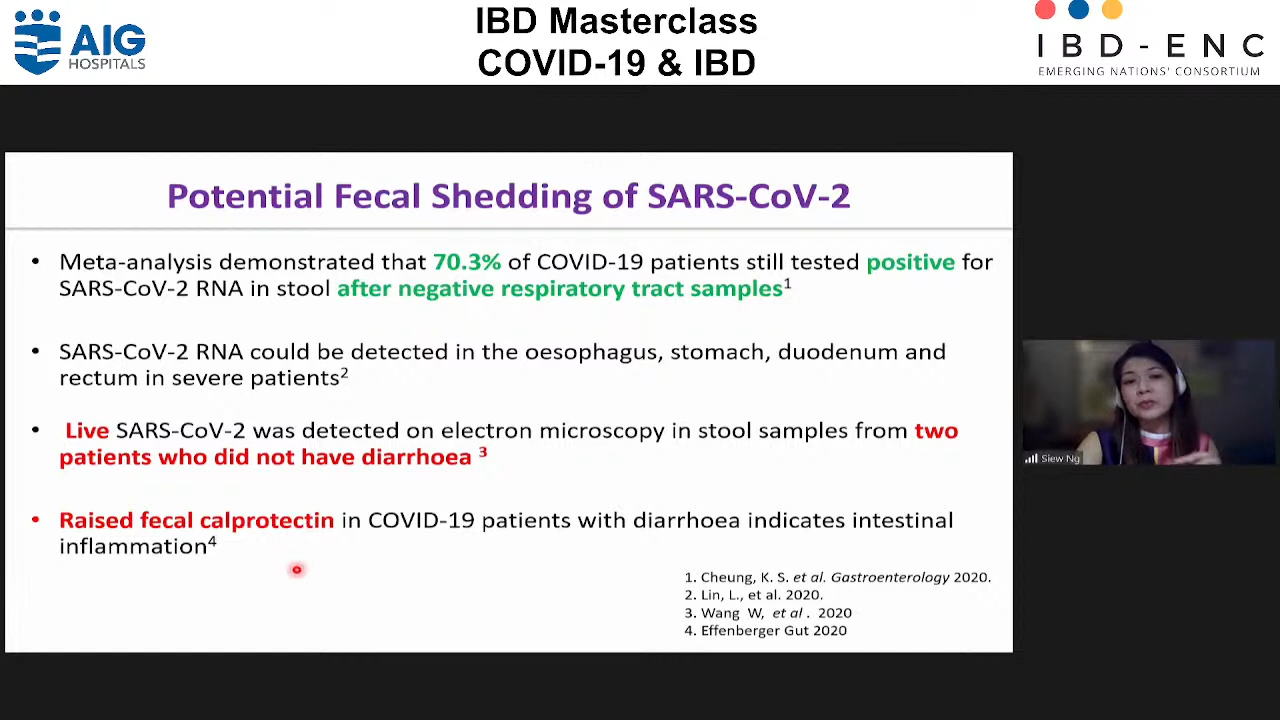 AIG
HOSPITALS
IBD Masterclass
COVID-19 & IBD
IBD-ENC
EMERGING NATIONS' CONSORTIUM
Potential Fecal Shedding of SARS-CoV-2
• Meta-analysis demonstrated that 70.3% of COVID-19 patients still tested positive for
SARS-CoV-2 RNA in stool after negative respiratory tract samples1
• SARS-CoV-2 RNA could be detected in the oesophagus, stomach, duodenum and
rectum in severe patients2
• Live SARS-CoV-2 was detected on electron microscopy in stool samples from two
patients who did not have diarrhoea 3
• Raised fecal calprotectin in COVID-19 patients with diarrhoea indicates intestinal
inflammation4
1. Cheung, K. S. et al. Gastroenterology 2020.
2. Lin, L., et al. 2020.
3. Wang W, et al . 2020
4. Effenberger Gut 2020
Siew Ng